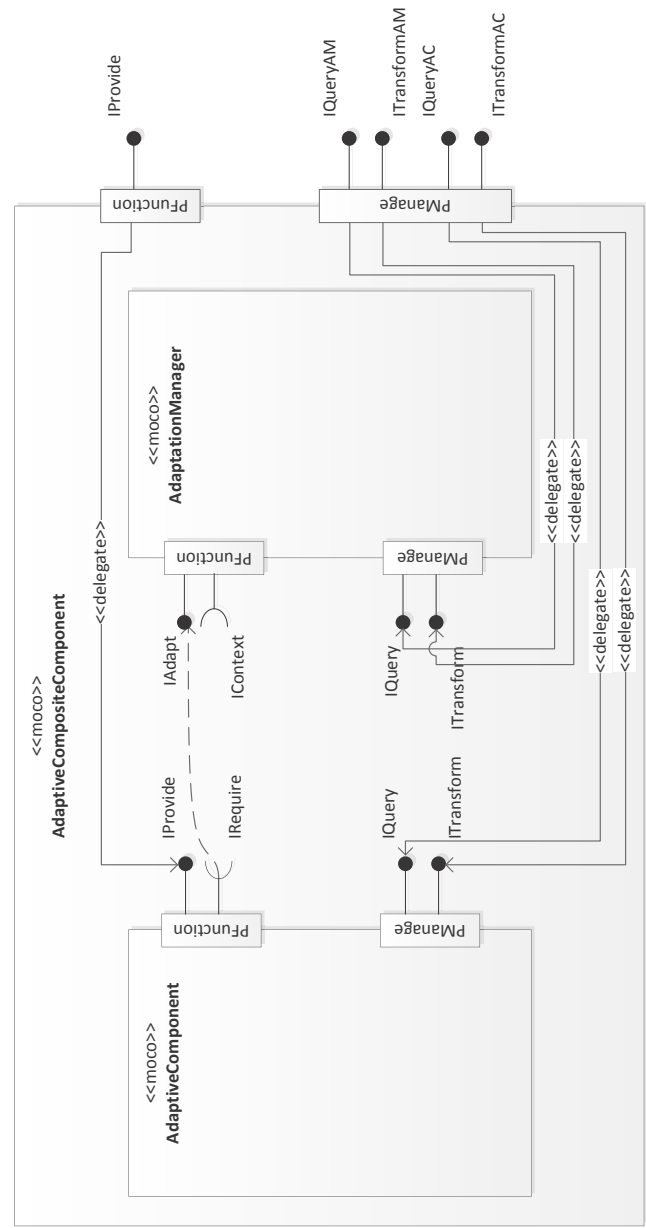 <<moco>>
AdaptiveCompositeComponent
<<moco>>
AdaptiveComponent
PFunction
IProvide
IRequire
PManage
IQuery
ITransform
<<delegate>>
<<moco>>
AdaptationManager
PFunction
IAdapt
IContext
PManage
IQuery
ITransform
<<delegate>>
<<delegate>>
<<delegate>>
<<delegate>>
PFunction
IProvide
PManage
IQueryAM
ITransformAM
IQueryAC
ITransformAC